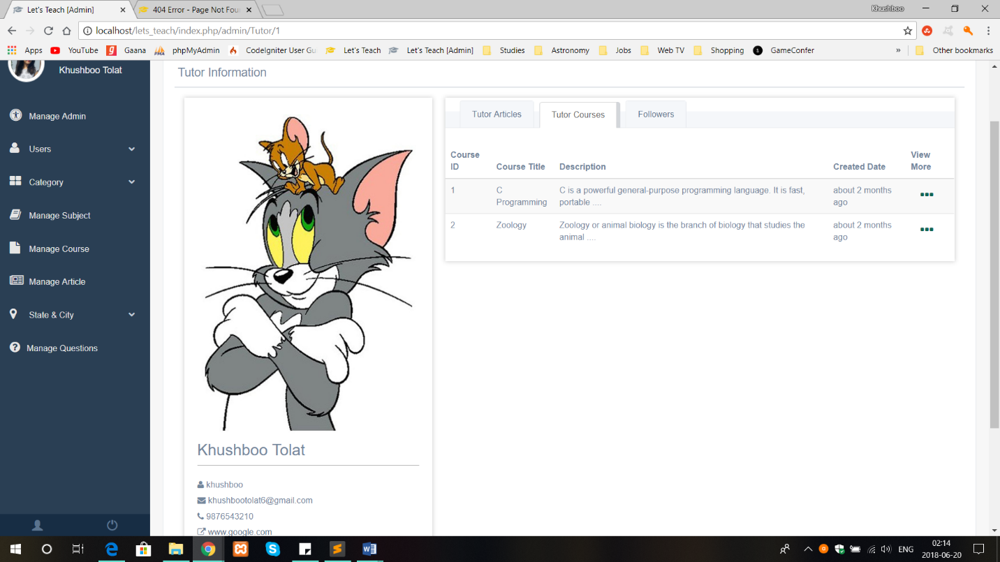 Let's Teach [Admin]
404 Error - Page Not Fou
Khushboo
localhost/lets_teach/index.php/admin/Tutor/1
Apps
YouTube
Gaana
phpMyAdmin
CodeIgniter User Gu
Let's Teach
Let's Teach [Admin]
Studies
Astronomy
Jobs
Web TV
Shopping
GameConfer
»
Other bookmarks
Khushboo Tolat
Manage Admin
Users
Category
Manage Subject
Manage Course
Manage Article
State & City
Manage Questions
Tutor Information
Khushboo Tolat
khushboo
khushbootolat6@gmail.com
9876543210
www.google.com
Tutor Articles
Tutor Courses
Followers
Course
ID
Course Title
Description
Created Date
View
More
1
C
Programming
C is a powerful general-purpose programming language. It is fast,
portable ....
about 2 months
ago
2
Zoology
Zoology or animal biology is the branch of biology that studies the
animal ....
about 2 months
ago
ENG
02:14
2018-06-20